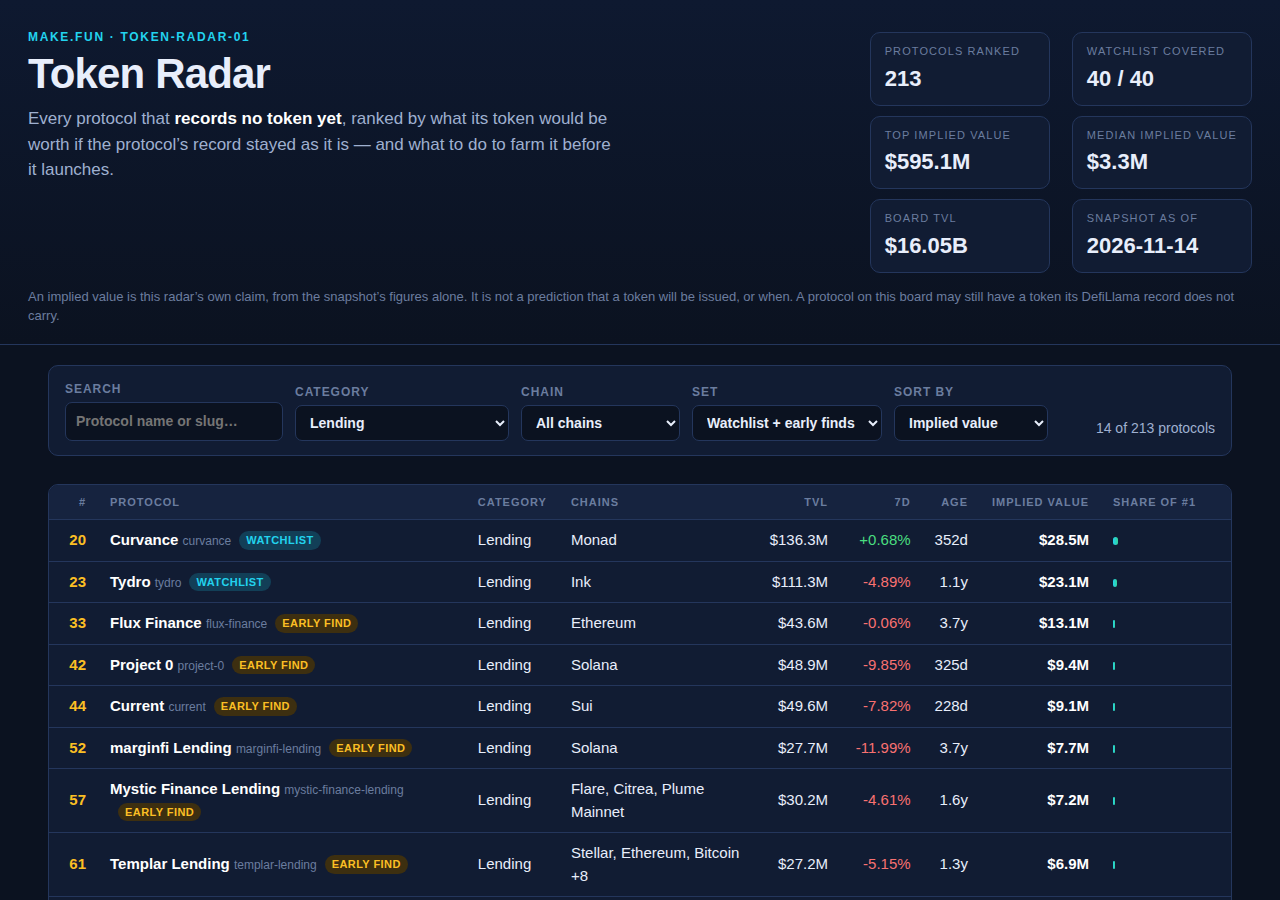 MAKE.FUN · TOKEN-RADAR-01
Token Radar
Every protocol that records no token yet, ranked by what its token would be
worth if the protocol’s record stayed as it is — and what to do to farm it before
it launches.
PROTOCOLS RANKED
213
WATCHLIST COVERED
40 / 40
TOP IMPLIED VALUE
$595.1M
MEDIAN IMPLIED VALUE
$3.3M
BOARD TVL
$16.05B
SNAPSHOT AS OF
2026-11-14
An implied value is this radar’s own claim, from the snapshot’s figures alone. It is not a prediction that a token will be issued, or when. A protocol on this board may still have a token its DefiLlama record does not
carry.
SEARCH
Protocol name or slug…
CATEGORY
Lending
CHAIN
All chains
SET
Watchlist + early finds
SORT BY
Implied value
14 of 213 protocols
# PROTOCOL CATEGORY CHAINS TVL 7D AGE IMPLIED VALUE SHARE OF #1
20 Curvance curvance WATCHLIST Lending Monad $136.3M +0.68% 352d $28.5M
23 Tydro tydro WATCHLIST Lending Ink $111.3M -4.89% 1.1y $23.1M
33 Flux Finance flux-finance EARLY FIND Lending Ethereum $43.6M -0.06% 3.7y $13.1M
42 Project 0 project-0 EARLY FIND Lending Solana $48.9M -9.85% 325d $9.4M
44 Current current EARLY FIND Lending Sui $49.6M -7.82% 228d $9.1M
52 marginfi Lending marginfi-lending EARLY FIND Lending Solana $27.7M -11.99% 3.7y $7.7M
57 Mystic Finance Lending mystic-finance-lending EARLY FIND Lending Flare, Citrea, Plume Mainnet $30.2M -4.61% 1.6y $7.2M
61 Templar Lending templar-lending EARLY FIND Lending Stellar, Ethereum, Bitcoin +8 $27.2M -5.15% 1.3y $6.9M